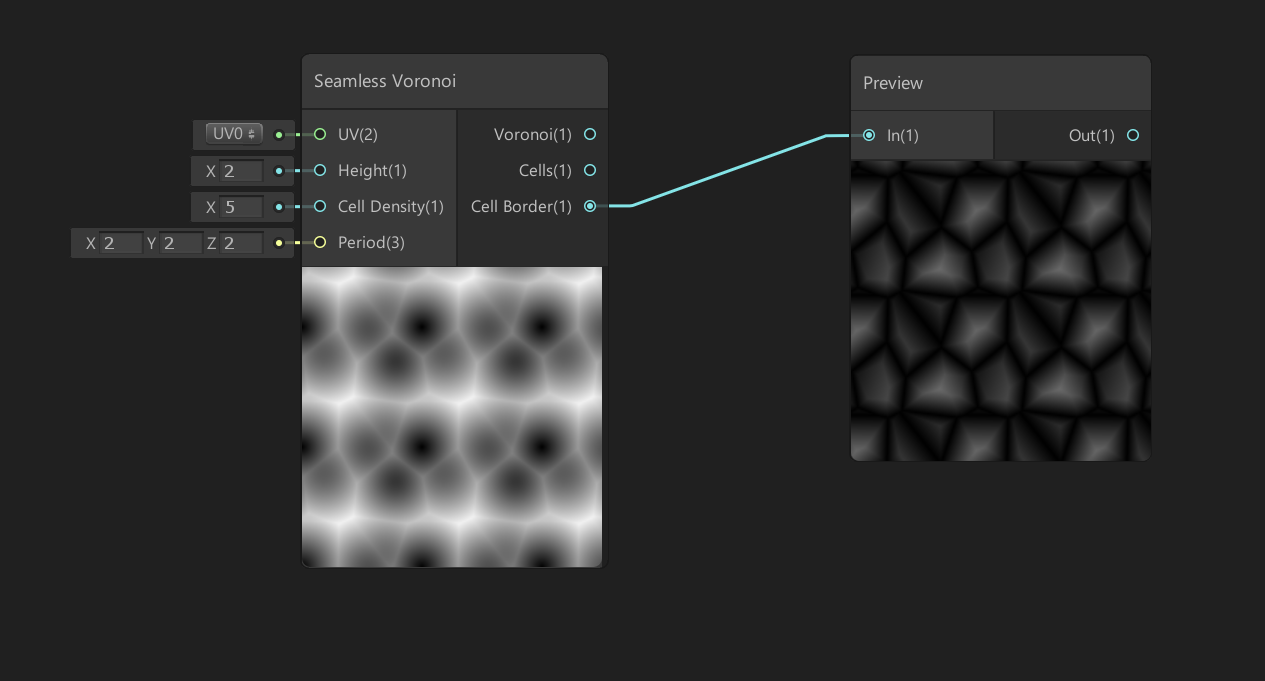 Seamless Voronoi
Preview
UV0 UV(2) Voronoi(1)
In(1) Out(1)
X 2 Height(1) Cells(1)
X 5 Cell Density(1) Cell Border(1)
X 2 Y 2 Z 2 Period(3)